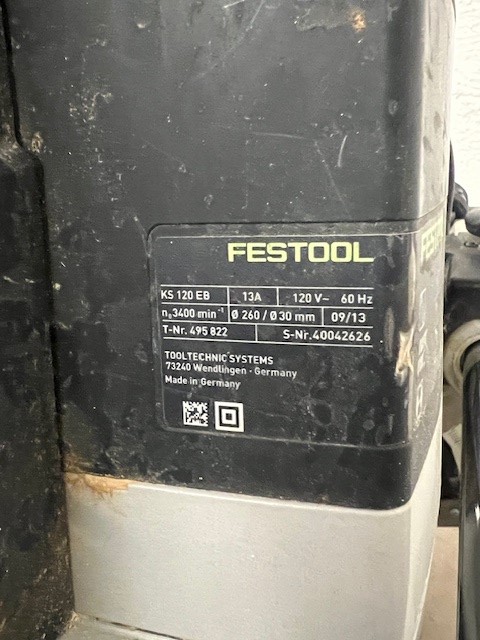 FESTOOL
KS 120 EB 13A 120 V~ 60 Hz
n₀3400 min⁻¹ Ø 260 / Ø 30 mm 09/13
T-Nr. 495 822 S-Nr.40042626
TOOLTECHNIC SYSTEMS
73240 Wendlingen - Germany
Made in Germany